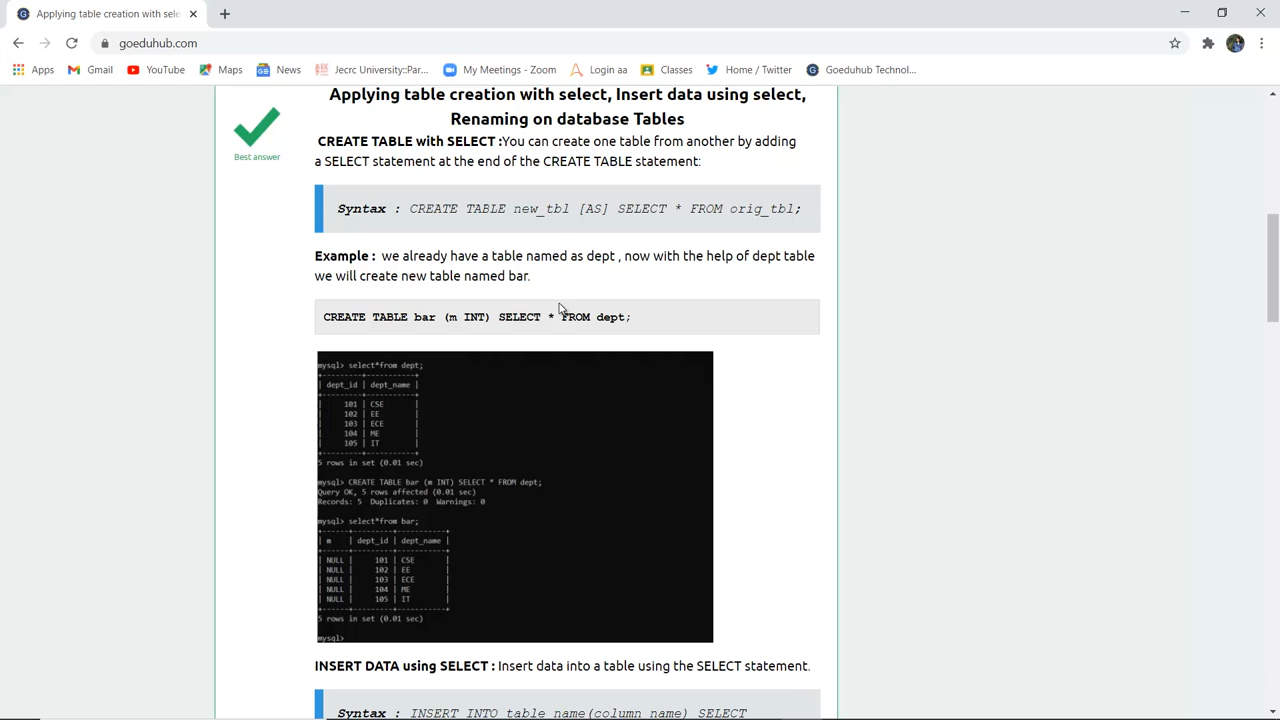 Applying table creation with sele
goeduhub.com
Apps
Gmail
YouTube
Maps
News
Jecrc University::Par...
My Meetings - Zoom
Login aa
Classes
Home / Twitter
Goeduhub Technol...
Applying table creation with select, Insert data using select,
Renaming on database Tables
Best answer
CREATE TABLE with SELECT :You can create one table from another by adding
a SELECT statement at the end of the CREATE TABLE statement:
Syntax : CREATE TABLE new_tbl [AS] SELECT * FROM orig_tbl;
Example : we already have a table named as dept , now with the help of dept table
we will create new table named bar.
CREATE TABLE bar (m INT) SELECT * FROM dept;
mysql> select*from dept;
+---------+-----------+
| dept_id | dept_name |
+---------+-----------+
| 101 | CSE |
| 102 | EE |
| 103 | ECE |
| 104 | ME |
| 105 | IT |
+---------+-----------+
5 rows in set (0.01 sec)
mysql> CREATE TABLE bar (m INT) SELECT * FROM dept;
Query OK, 5 rows affected (0.01 sec)
Records: 5 Duplicates: 0 Warnings: 0
mysql> select*from bar;
+------+---------+-----------+
| m | dept_id | dept_name |
+------+---------+-----------+
| NULL | 101 | CSE |
| NULL | 102 | EE |
| NULL | 103 | ECE |
| NULL | 104 | ME |
| NULL | 105 | IT |
+------+---------+-----------+
5 rows in set (0.01 sec)
mysql>
INSERT DATA using SELECT : Insert data into a table using the SELECT statement.
Syntax : INSERT INTO table_name(column_name) SELECT